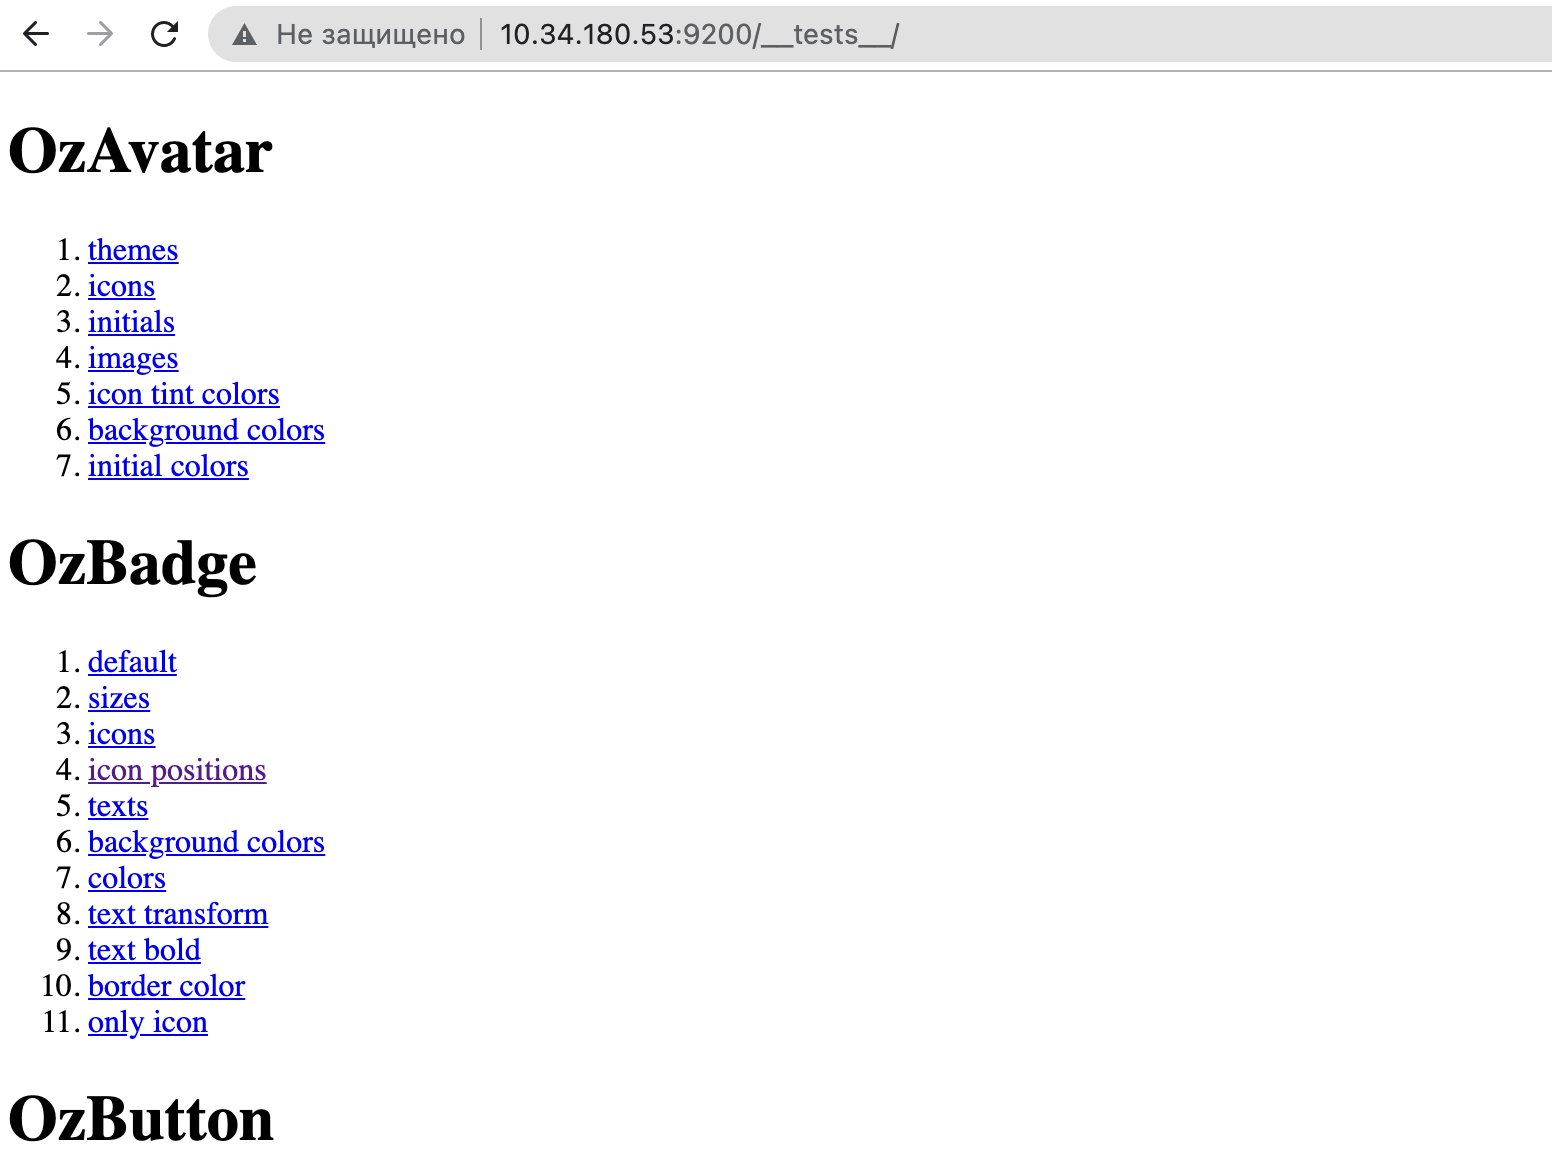 Не защищено 10.34.180.53:9200/__tests__/
OzAvatar
1. themes
2. icons
3. initials
4. images
5. icon tint colors
6. background colors
7. initial colors
OzBadge
1. default
2. sizes
3. icons
4. icon positions
5. texts
6. background colors
7. colors
8. text transform
9. text bold
10. border color
11. only icon
OzButton